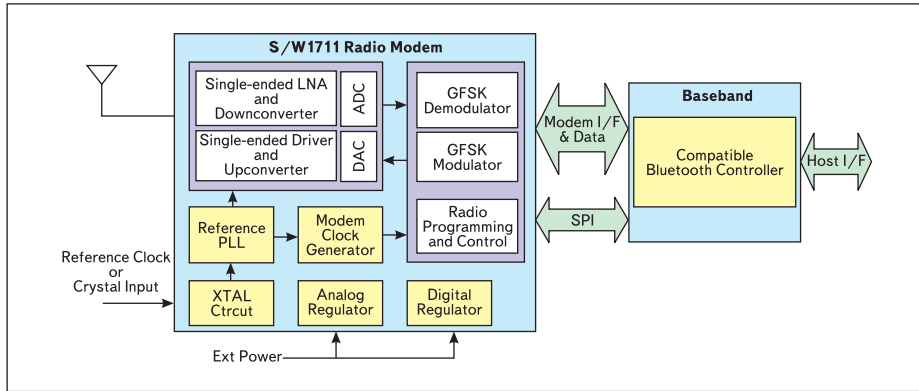 S/W1711 Radio Modem
Single-ended LNA
and
Downconverter
ADC
GFSK
Demodulator
Single-ended Driver
and
Upconverter
DAC
GFSK
Modulator
Modem I/F
& Data
Baseband
Compatible
Bluetooth Controller
Host I/F
Reference
PLL
Modem
Clock
Generator
Radio
Programming
and Control
SPI
Reference Clock
or
Crystal Input
XTAL
Ctrcut
Analog
Regulator
Digital
Regulator
Ext Power